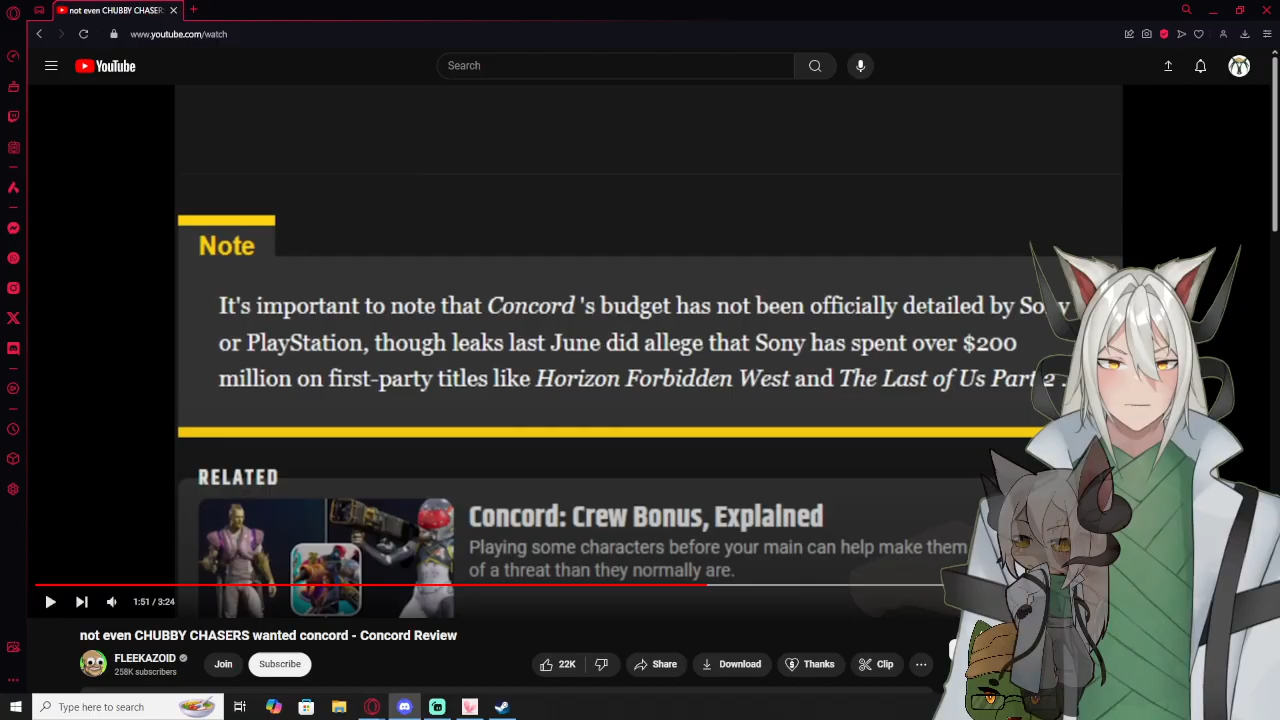 not even CHUBBY CHASER
www.youtube.com/watch
YouTube
Search
Note
It's important to note that Concord 's budget has not been officially detailed by Sony
or PlayStation, though leaks last June did allege that Sony has spent over $200
million on first-party titles like Horizon Forbidden West and The Last of Us Part 2 .
RELATED
Concord: Crew Bonus, Explained
Playing some characters before your main can help make them
of a threat than they normally are.
1:51 / 3:24
not even CHUBBY CHASERS wanted concord - Concord Review
FLEEKAZOID
258K subscribers
Join
Subscribe
22K
Share
Download
Thanks
Clip
Type here to search